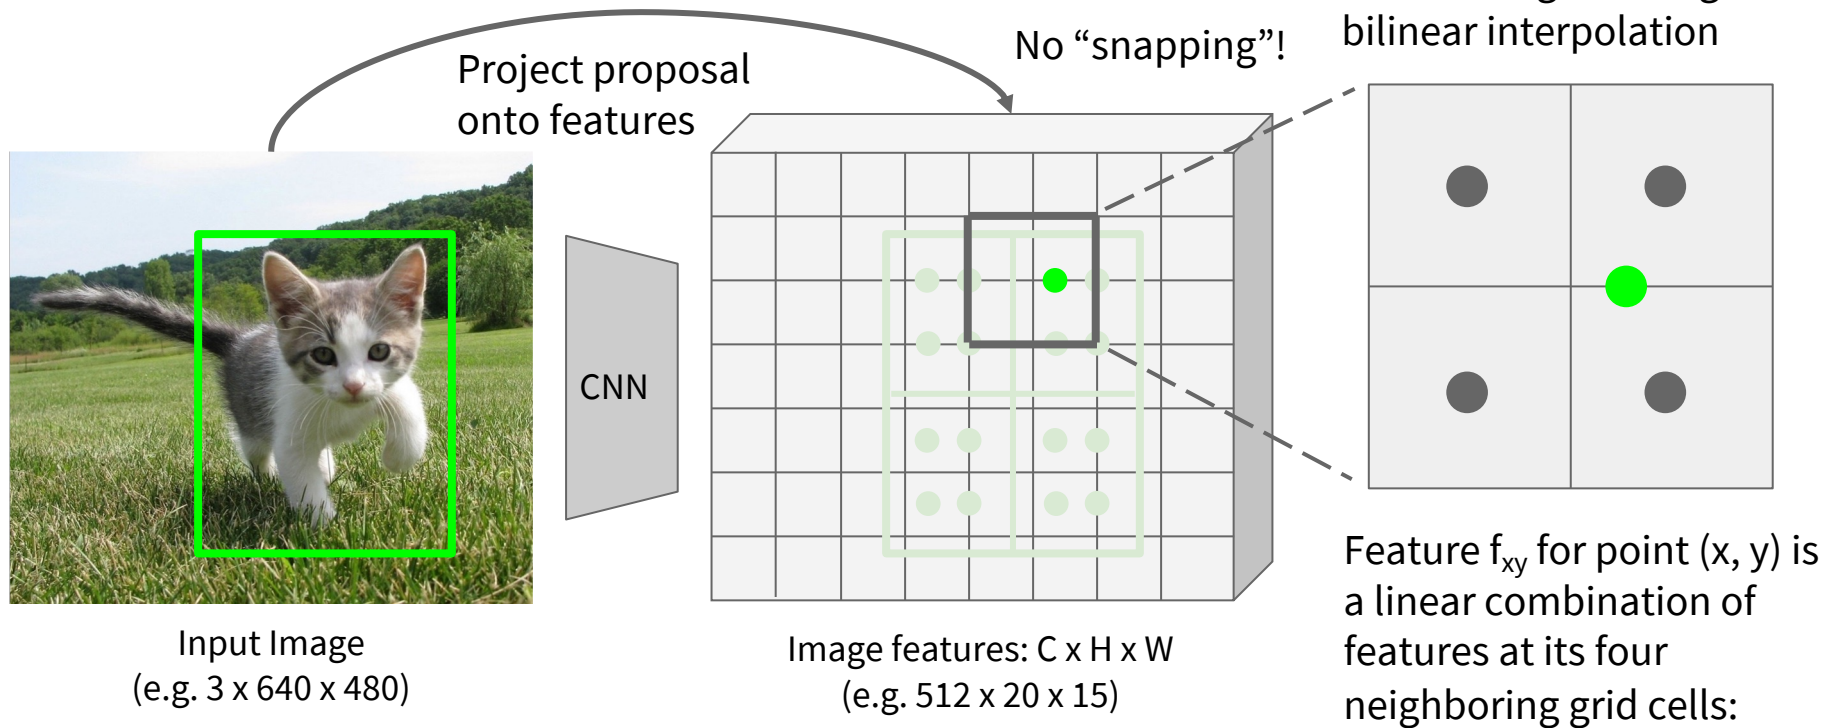 bilinear interpolation
No “snapping”!
Project proposal
onto features
CNN
Input Image
(e.g. 3 x 640 x 480)
Image features: C x H x W
(e.g. 512 x 20 x 15)
Feature fxy for point (x, y) is
a linear combination of
features at its four
neighboring grid cells: